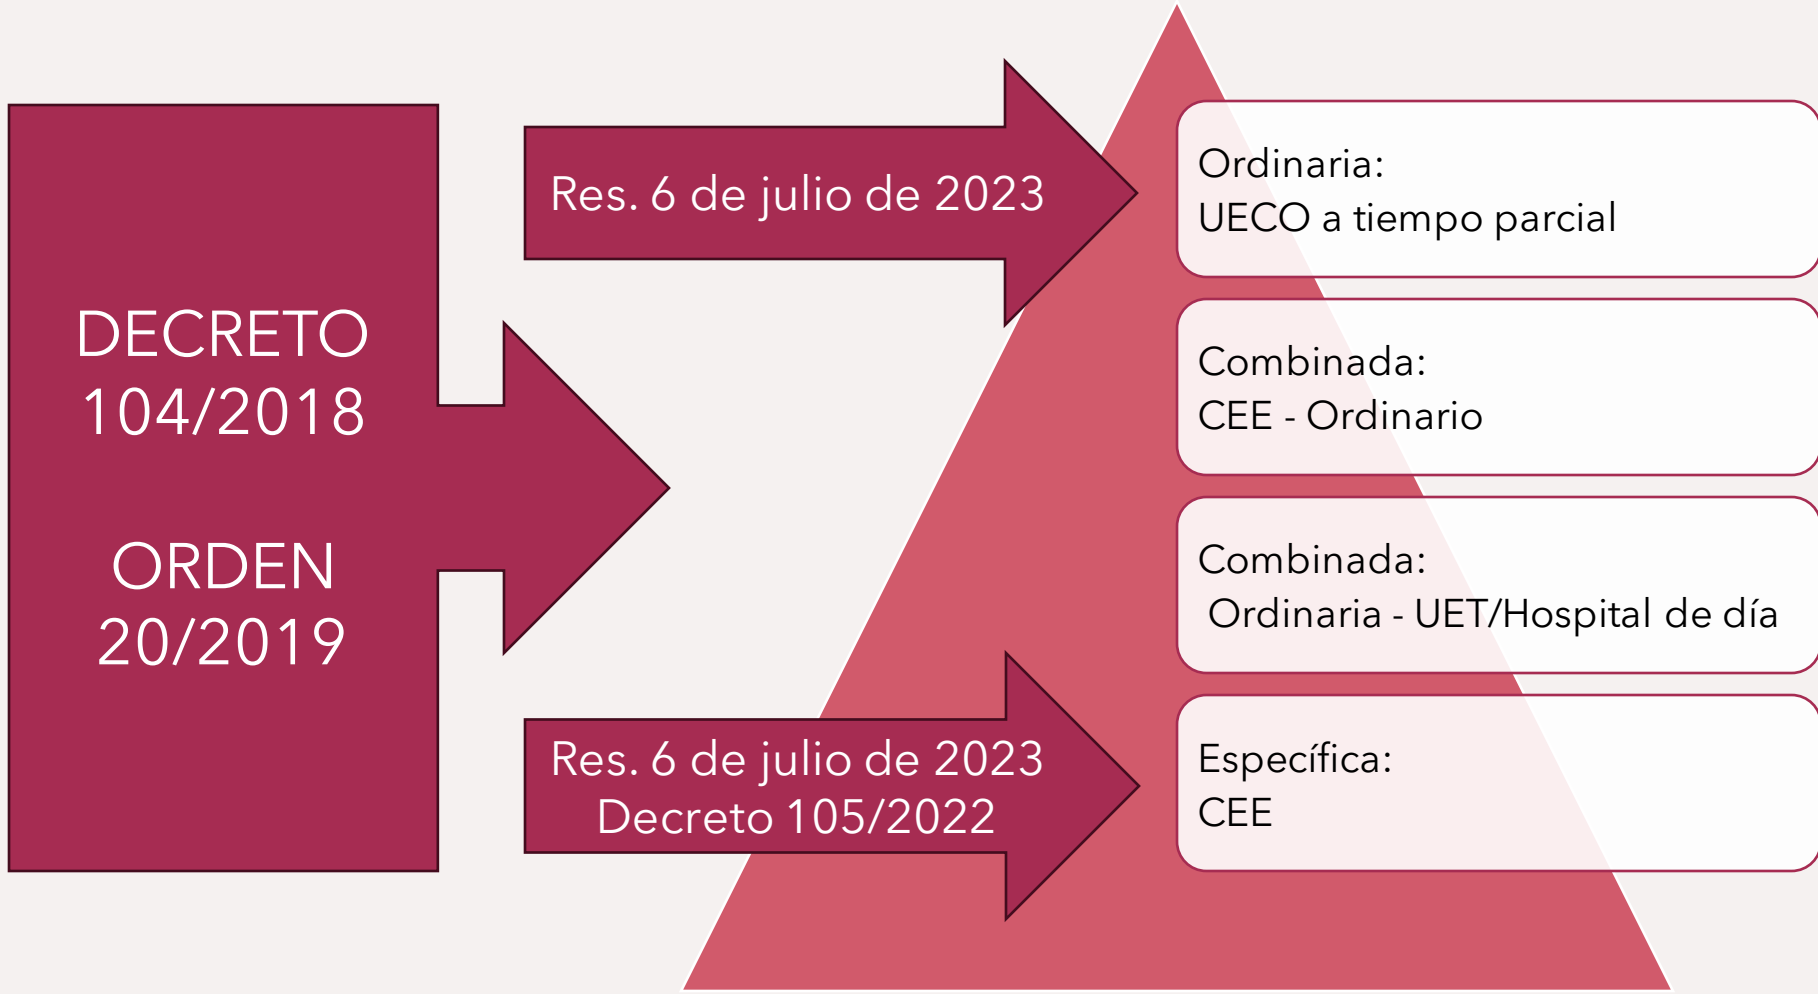 DECRETO
104/2018
ORDEN
20/2019
Res. 6 de julio de 2023
Res. 6 de julio de 2023
Decreto 105/2022
Ordinaria:
UECO a tiempo parcial
Combinada:
CEE - Ordinario
Combinada:
Ordinaria - UET/Hospital de día
Específica:
CEE